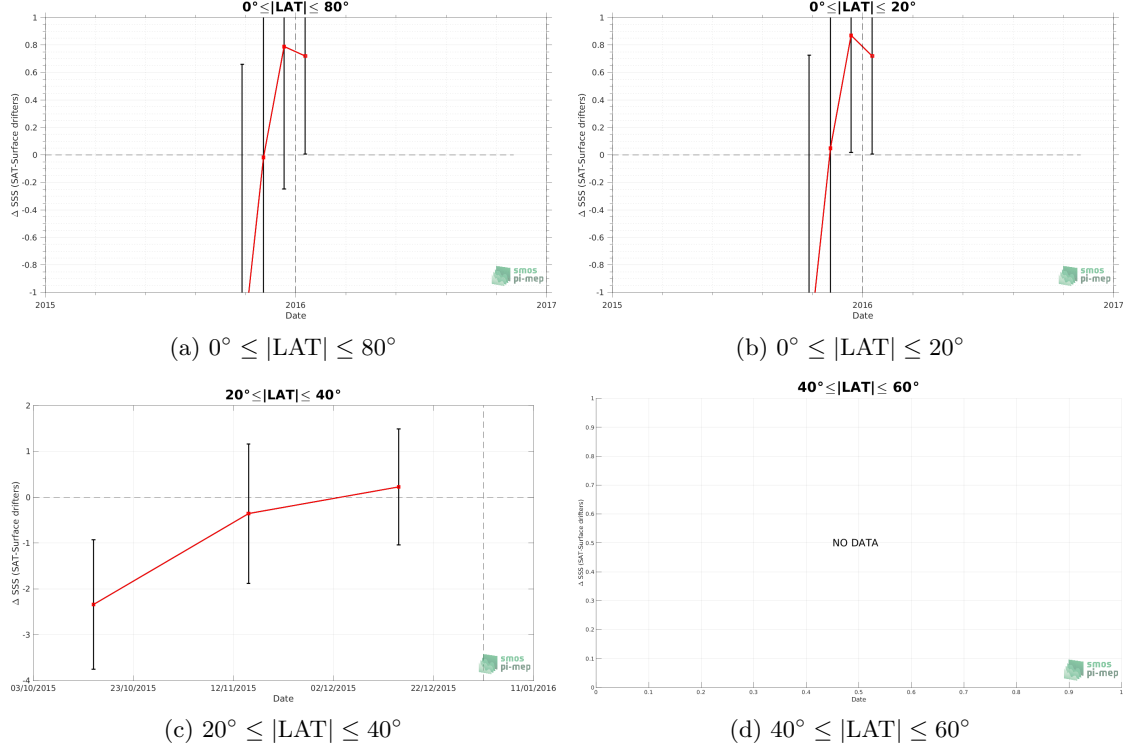 0°≤|LAT|≤ 80°
1
0.8
0.6
0.4
0.2
0
-0.2
-0.4
-0.6
-0.8
-1
Δ SSS (SAT-Surface drifters)
2015
2016
2017
Date
smos
pi-mep
(a) 0° ≤ |LAT| ≤ 80°
0°≤|LAT|≤ 20°
1
0.8
0.6
0.4
0.2
0
-0.2
-0.4
-0.6
-0.8
-1
Δ SSS (SAT-Surface drifters)
2015
2016
2017
Date
smos
pi-mep
(b) 0° ≤ |LAT| ≤ 20°
20°≤|LAT|≤ 40°
2
1
0
-1
-2
-3
-4
Δ SSS (SAT-Surface drifters)
03/10/2015
23/10/2015
12/11/2015
02/12/2015
22/12/2015
11/01/2016
Date
smos
pi-mep
(c) 20° ≤ |LAT| ≤ 40°
40°≤|LAT|≤ 60°
1
0.9
0.8
0.7
0.6
0.5
0.4
0.3
0.2
0.1
0
Δ SSS (SAT-Surface drifters)
NO DATA
0
0.1
0.2
0.3
0.4
0.5
0.6
0.7
0.8
0.9
1
Date
smos
pi-mep
(d) 40° ≤ |LAT| ≤ 60°